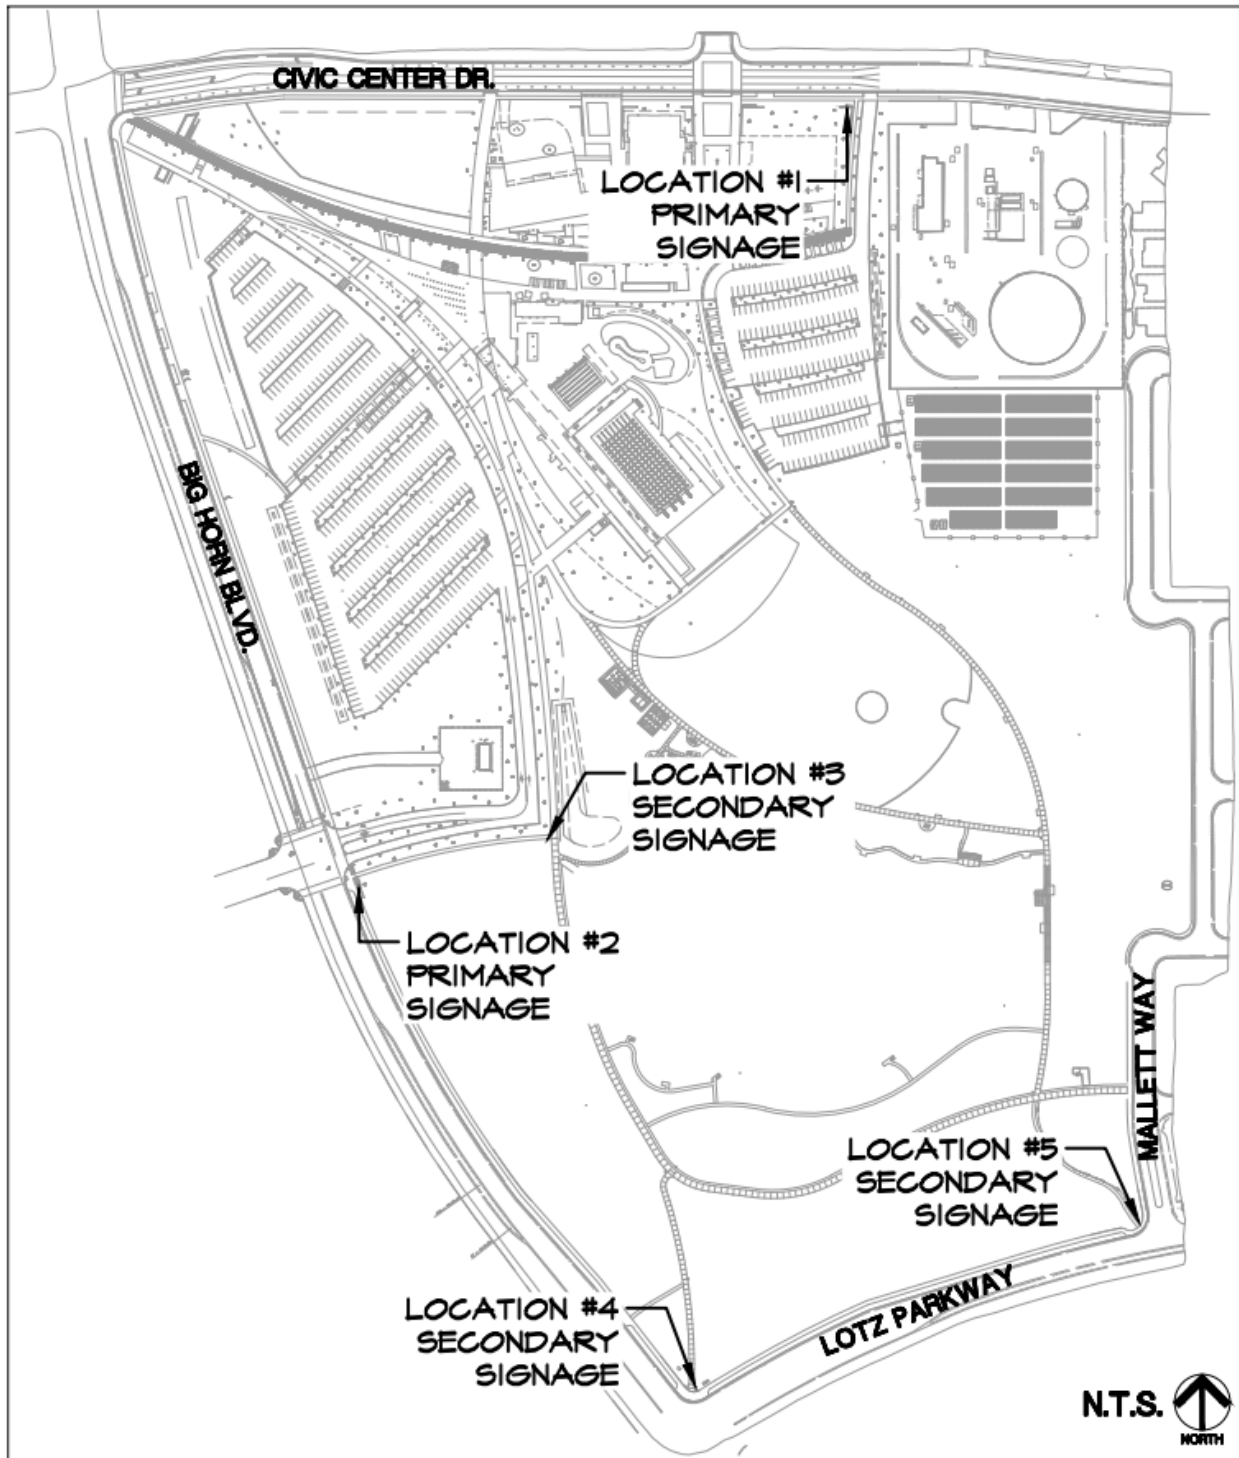 CIVIC CENTER DR.
LOCATION #1
PRIMARY
SIGNAGE
BIG HORN BLVD.
LOCATION #3
SECONDARY
SIGNAGE
LOCATION #2
PRIMARY
SIGNAGE
MALLETT WAY
LOCATION #5
SECONDARY
SIGNAGE
LOCATION #4
SECONDARY
SIGNAGE
LOTZ PARKWAY
N.T.S.
NORTH